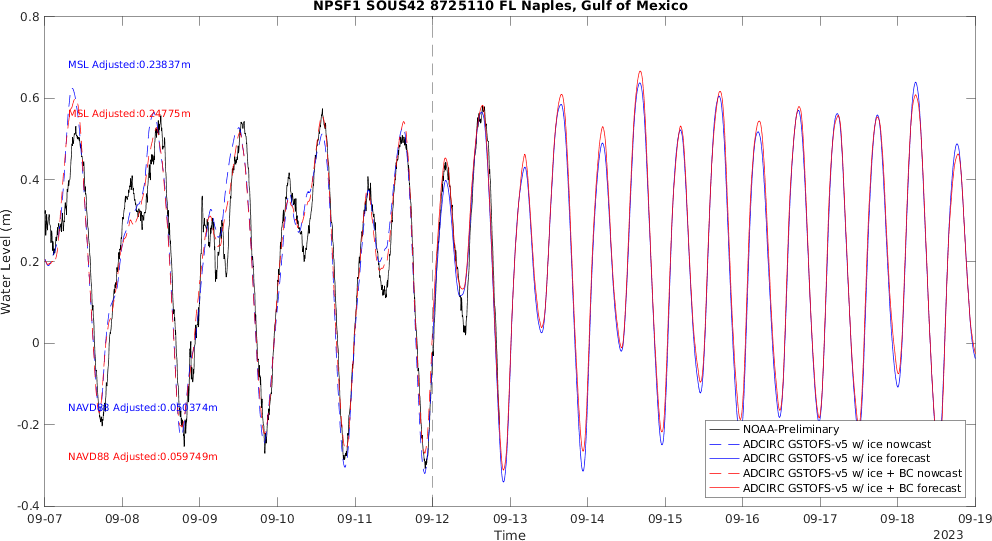 NPSF1 SOUS42 8725110 FL Naples, Gulf of Mexico
0.8
0.6
0.4
0.2
0
-0.2
-0.4
Water Level (m)
MSL Adjusted:0.23837m
MSL Adjusted:0.24775m
NAVD88 Adjusted:0.050374m
NAVD88 Adjusted:0.059749m
NOAA-Preliminary
ADCIRC GSTOFS-v5 w/ ice nowcast
ADCIRC GSTOFS-v5 w/ ice forecast
ADCIRC GSTOFS-v5 w/ ice + BC nowcast
ADCIRC GSTOFS-v5 w/ ice + BC forecast
09-07 09-08 09-09 09-10 09-11 09-12 09-13 09-14 09-15 09-16 09-17 09-18 09-19
Time
2023